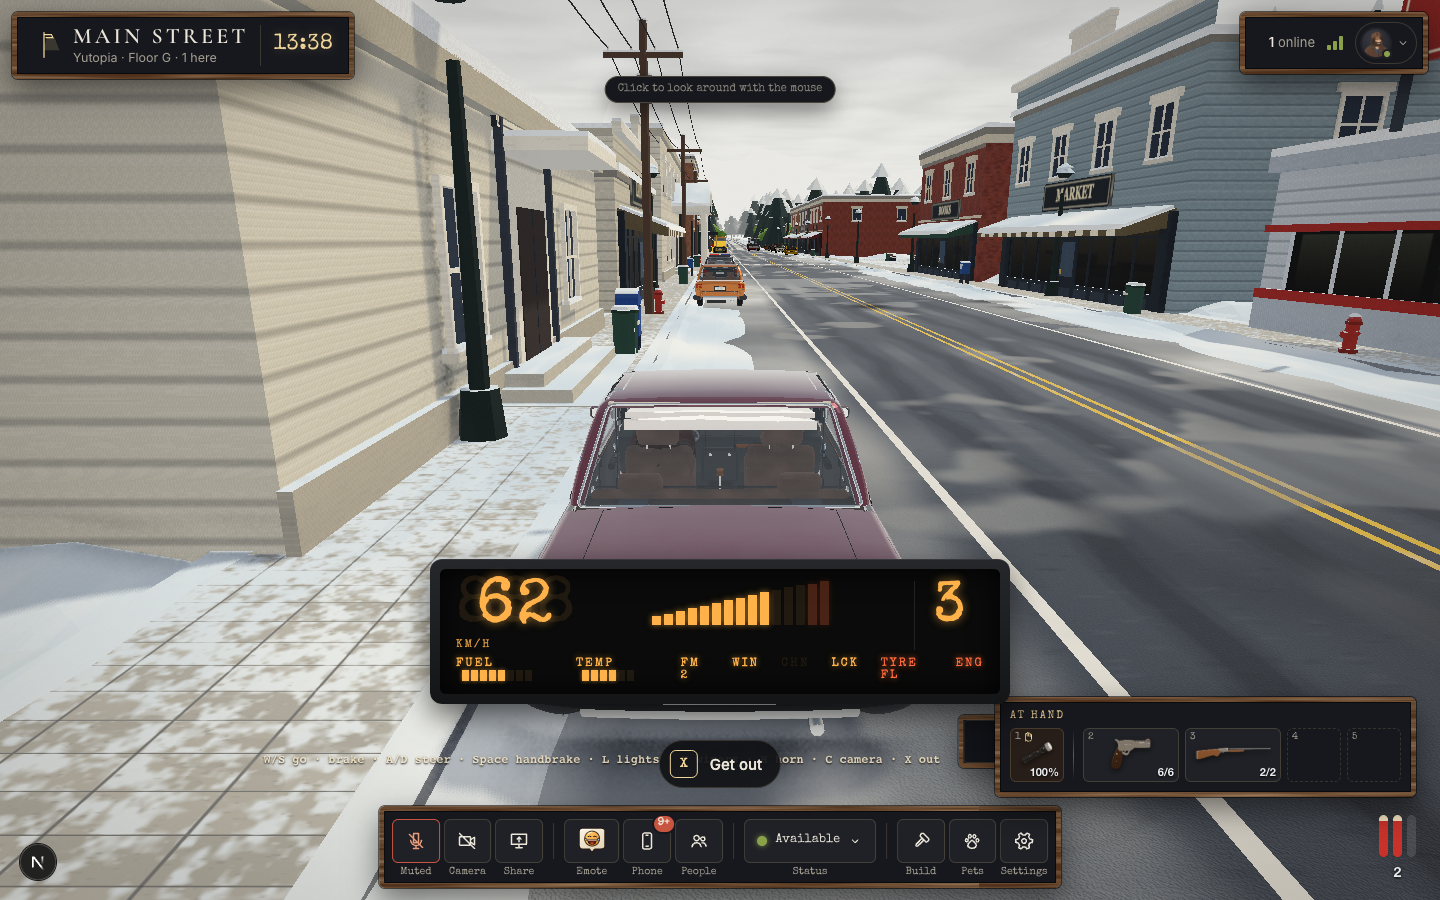 MAIN STREET
Yutopia · Floor G · 1 here
13:38
1 online
Click to look around with the mouse
MARKET
BOOKS
62
3
KM/H
FUEL
TEMP
FM
2
WIN
CHN
LCK
TYRE
FL
ENG
AT HAND
1
100%
2
6/6
3
2/2
4
5
W/S go · brake · A/D steer · Space handbrake · L lights
orn · C camera · X out
X
Get out
9+
Muted
Camera
Share
Emote
Phone
People
Available
Status
Build
Pets
Settings
N
2